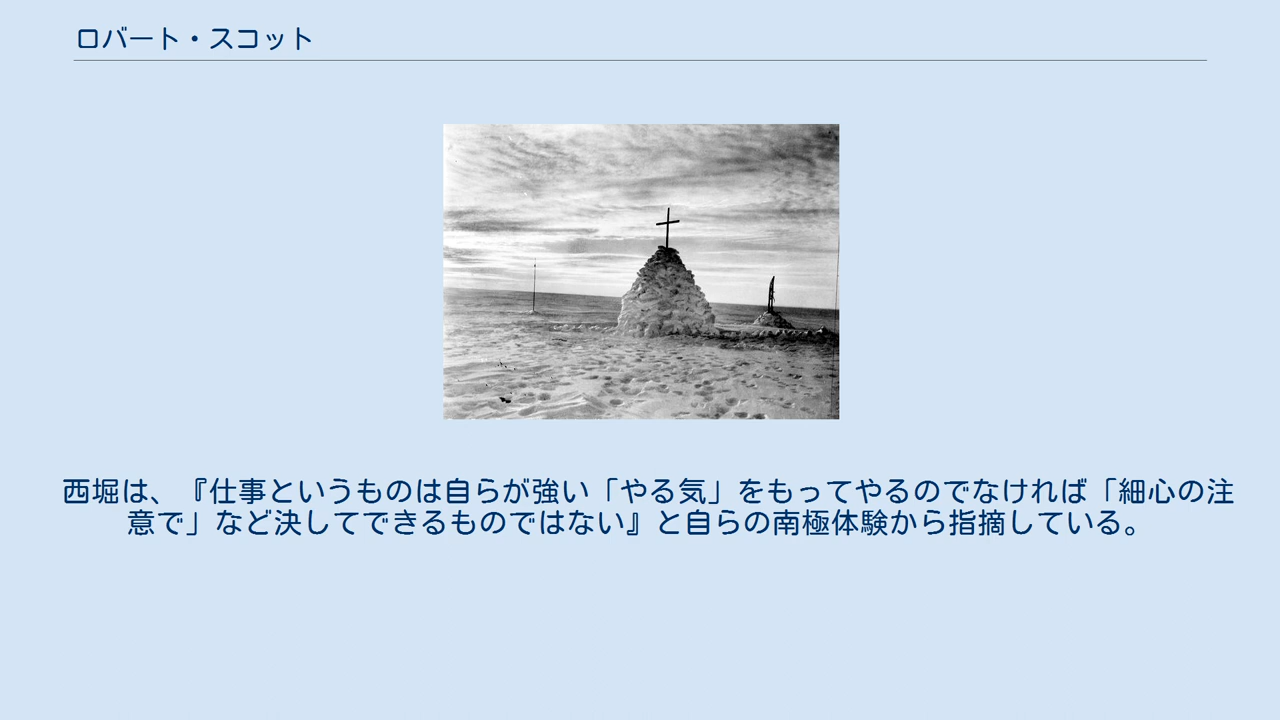 ロバート・スコット
西堀は、『仕事というものは自らが強い「やる気」をもってやるのでなければ「細心の注
意で」など決してできるものではない』と自らの南極体験から指摘している。